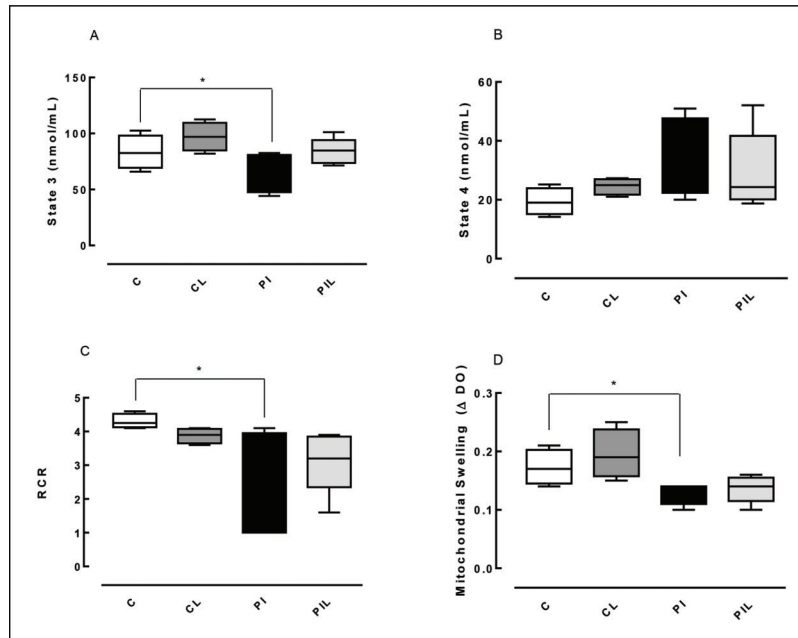 A
*
State 3 (nmol/mL)
150
100
50
0
C
CL
PI
PIL
B
State 4 (nmol/mL)
60
40
20
0
C
CL
PI
PIL
C
*
RCR
5
4
3
2
1
0
C
CL
PI
PIL
D
*
Mitochondrial Swelling (Δ DO)
0.3
0.2
0.1
0.0
C
CL
PI
PIL